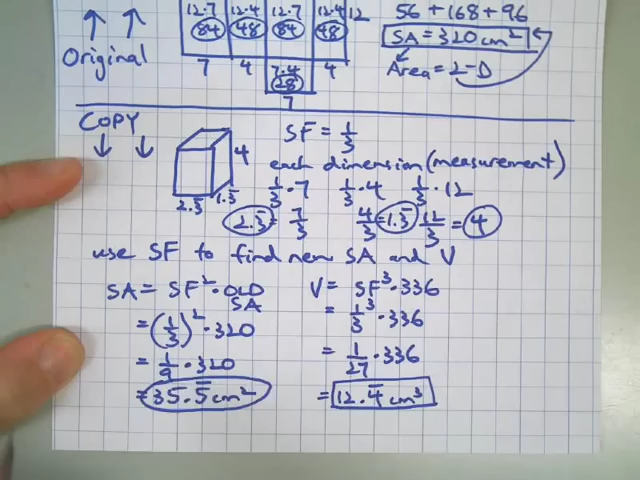 12·7 12·4 12·7 12·4 12
84 48 84 48
7 4 4
7·4
28
7
Original
56 + 168 + 96
SA = 320 cm²
Area = 2-D
COPY
SF = 1/3
4
2.3̅ 1.3̅
each dimension (measurement)
1/3 · 7 1/3 · 4 1/3 · 12
2.3̅ = 7/3 4/3 = 1.3̅ 12/3 = 4
use SF to find new SA and V
SA = SF² · OLD SA
= (1/3)² · 320
= 1/9 · 320
= 35.5̅ cm²
V = SF³ · 336
= 1/3³ · 336
= 1/27 · 336
= 12.4̅ cm³